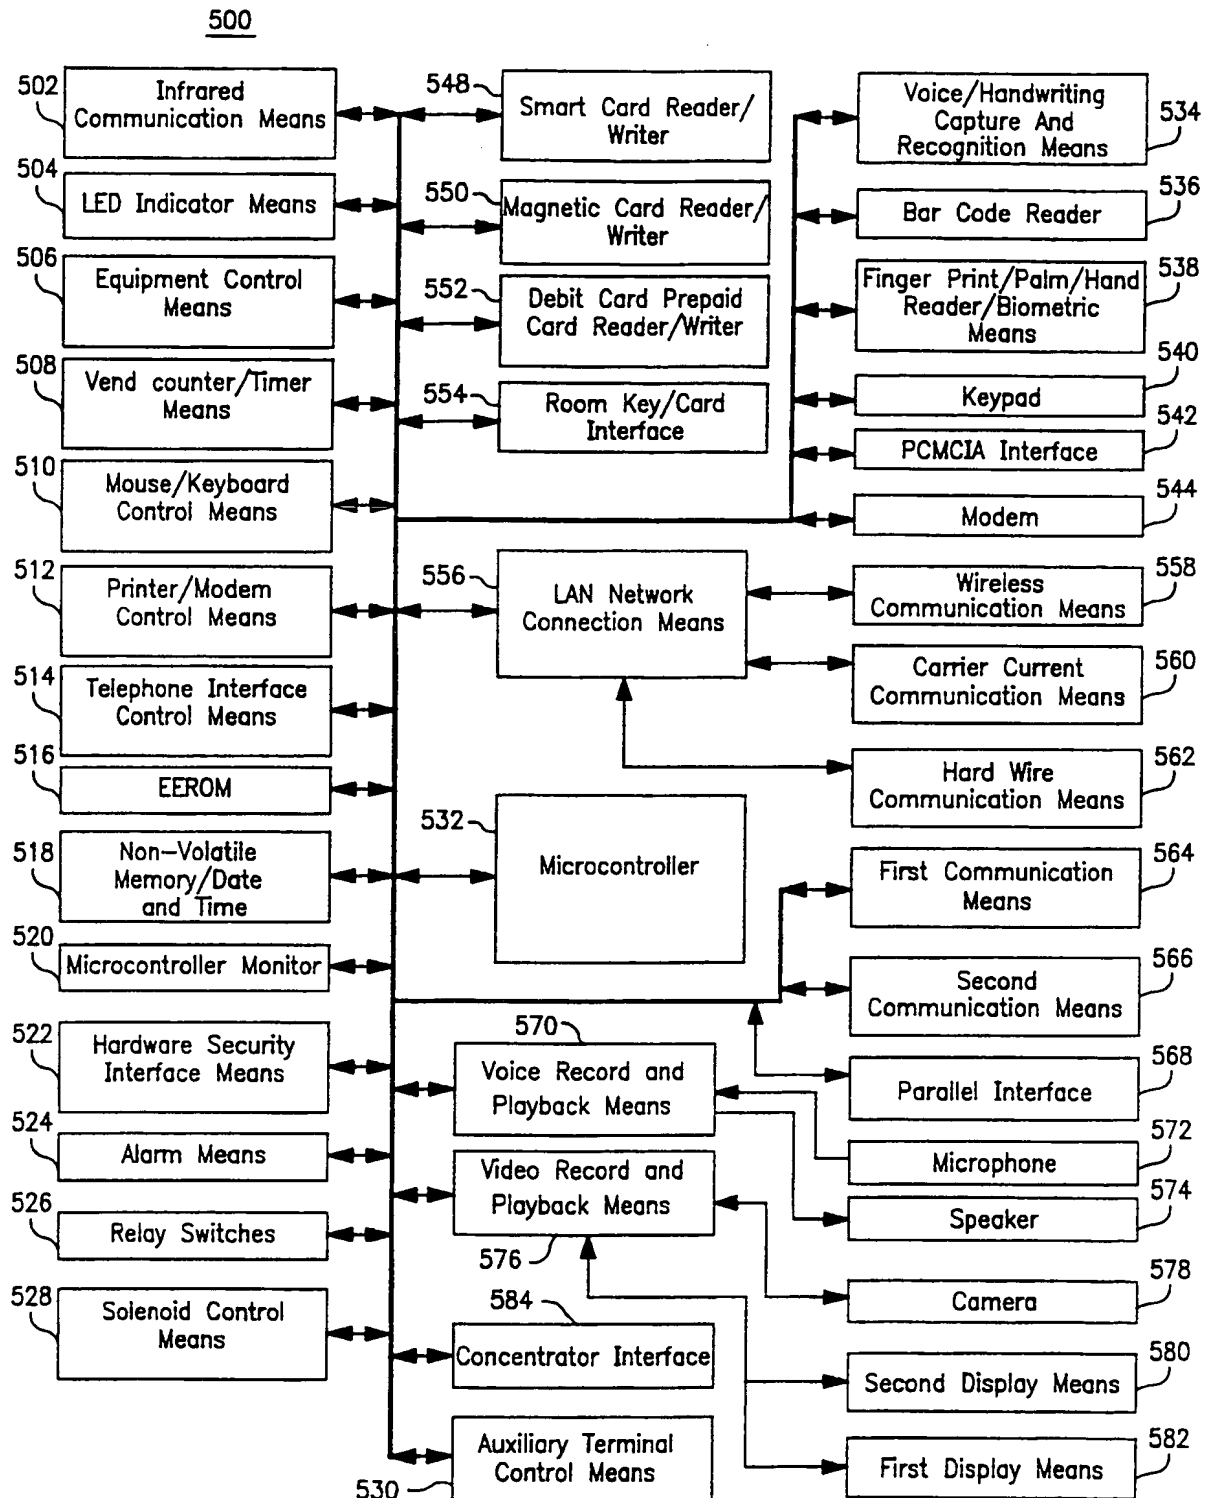 500
502
Infrared
Communication Means
504
LED Indicator Means
506
Equipment Control
Means
508
Vend counter/Timer
Means
510
Mouse/Keyboard
Control Means
512
Printer/Modem
Control Means
514
Telephone Interface
Control Means
516
EEROM
518
Non-Volatile
Memory/Date
and Time
520
Microcontroller Monitor
522
Hardware Security
Interface Means
524
Alarm Means
526
Relay Switches
528
Solenoid Control
Means
548
Smart Card Reader/
Writer
550
Magnetic Card Reader/
Writer
552
Debit Card Prepaid
Card Reader/Writer
554
Room Key/Card
Interface
556
LAN Network
Connection Means
532
Microcontroller
570
Voice Record and
Playback Means
Video Record and
Playback Means
576
584
Concentrator Interface
Auxiliary Terminal
Control Means
530
Voice/Handwriting
Capture And
Recognition Means
534
Bar Code Reader
536
Finger Print/Palm/Hand
Reader/Biometric
Means
538
Keypad
540
PCMCIA Interface
542
Modem
544
Wireless
Communication Means
558
Carrier Current
Communication Means
560
Hard Wire
Communication Means
562
First Communication
Means
564
Second
Communication Means
566
Parallel Interface
568
Microphone
572
Speaker
574
Camera
578
Second Display Means
580
First Display Means
582